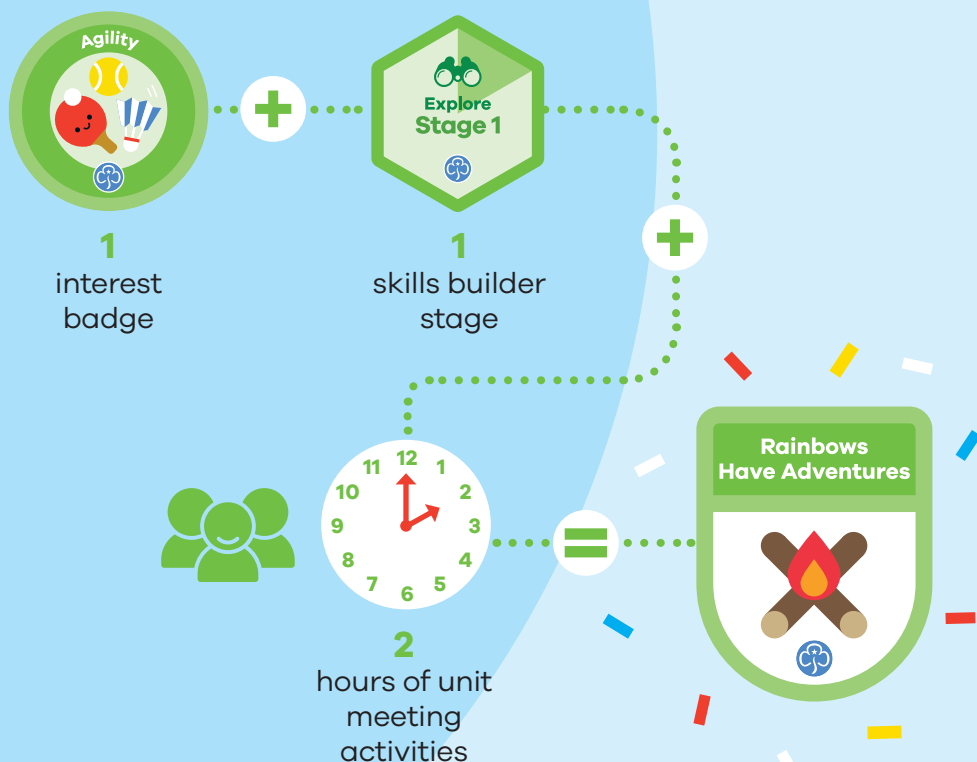 Agility
Explore
Stage 1
1
interest
badge
1
skills builder
stage
Rainbows
Have Adventures
12
1
2
3
4
5
6
7
8
9
10
11
2
hours of unit
meeting
activities